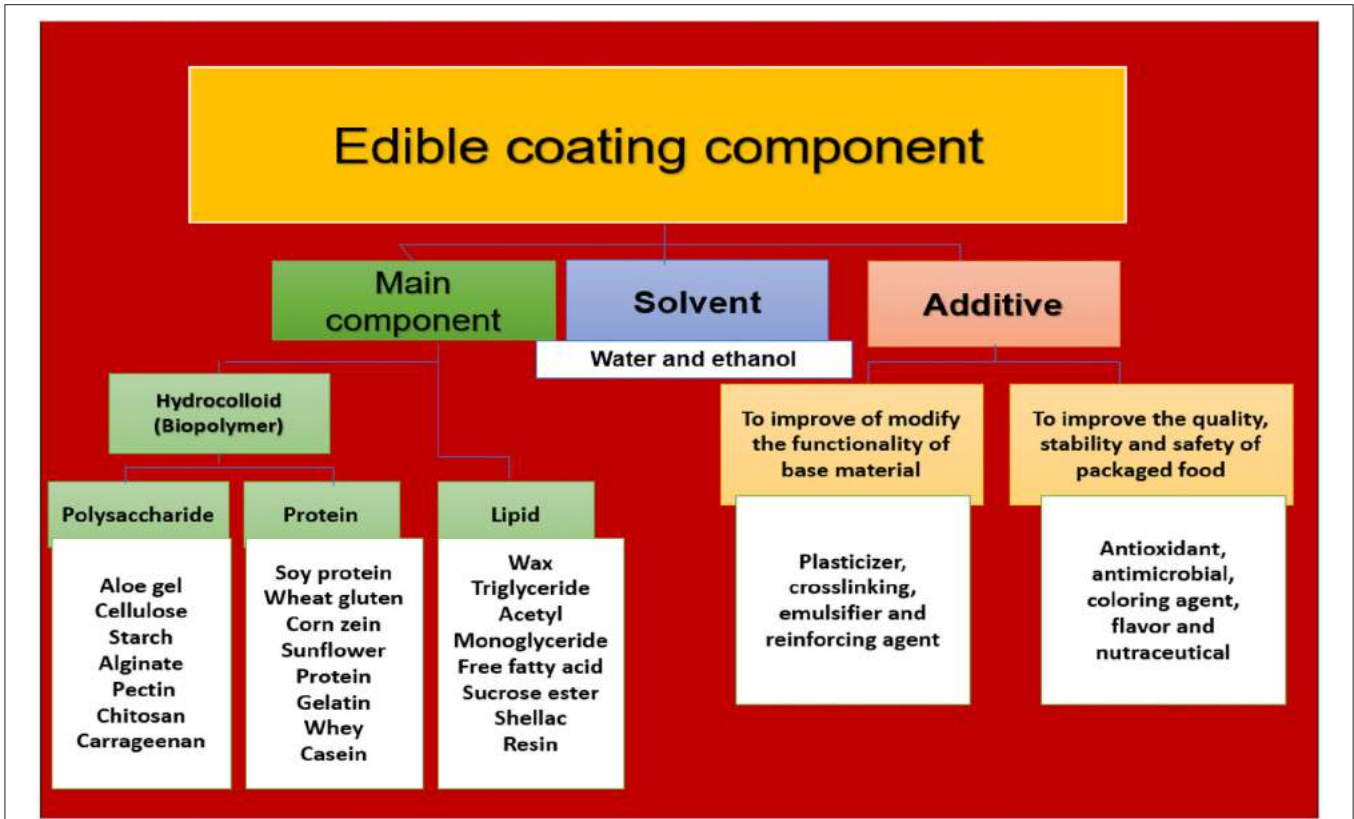 Edible coating component
Main
component
Solvent
Additive
Water and ethanol
Hydrocolloid
(Biopolymer)
To improve of modify
the functionality of
base material
To improve the quality,
stability and safety of
packaged food
Polysaccharide
Protein
Lipid
Aloe gel
Cellulose
Starch
Alginate
Pectin
Chitosan
Carrageenan
Soy protein
Wheat gluten
Corn zein
Sunflower
Protein
Gelatin
Whey
Casein
Wax
Triglyceride
Acetyl
Monoglyceride
Free fatty acid
Sucrose ester
Shellac
Resin
Plasticizer,
crosslinking,
emulsifier and
reinforcing agent
Antioxidant,
antimicrobial,
coloring agent,
flavor and
nutraceutical